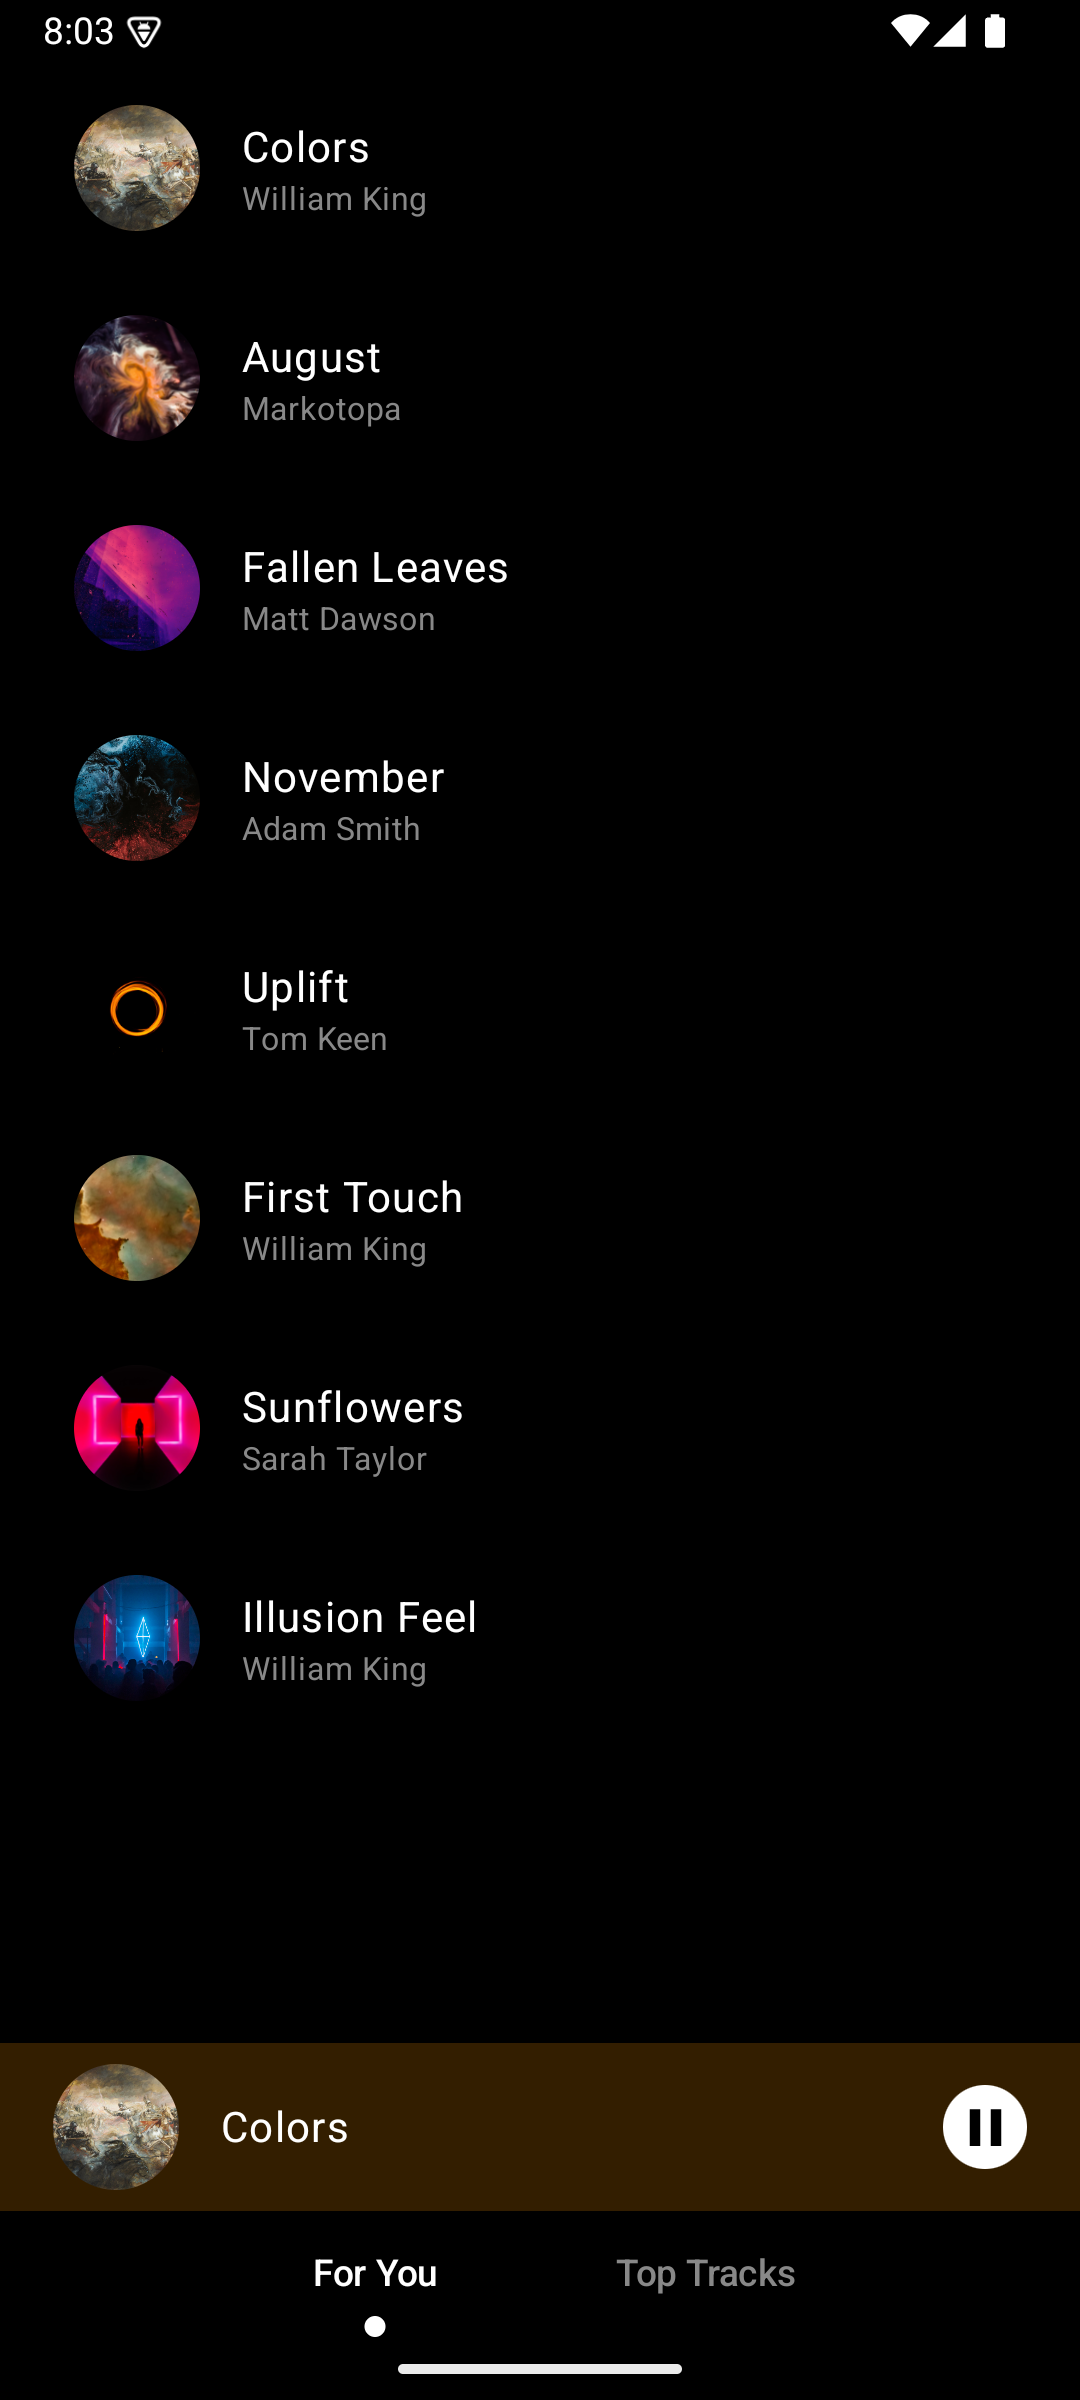 8:03
Colors
William King
August
Markotopa
Fallen Leaves
Matt Dawson
November
Adam Smith
Uplift
Tom Keen
First Touch
William King
Sunflowers
Sarah Taylor
Illusion Feel
William King
Colors
For You
Top Tracks